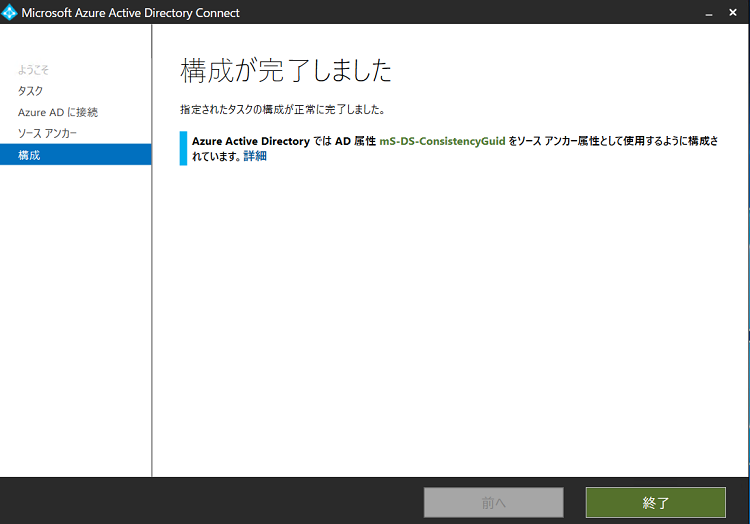 Microsoft Azure Active Directory Connect
ようこそ
タスク
Azure AD に接続
ソース アンカー
構成
構成が完了しました
指定されたタスクの構成が正常に完了しました。
Azure Active Directory では AD 属性 mS-DS-ConsistencyGuid をソース アンカー属性として使用するように構成さ
れています。詳細
前へ
終了